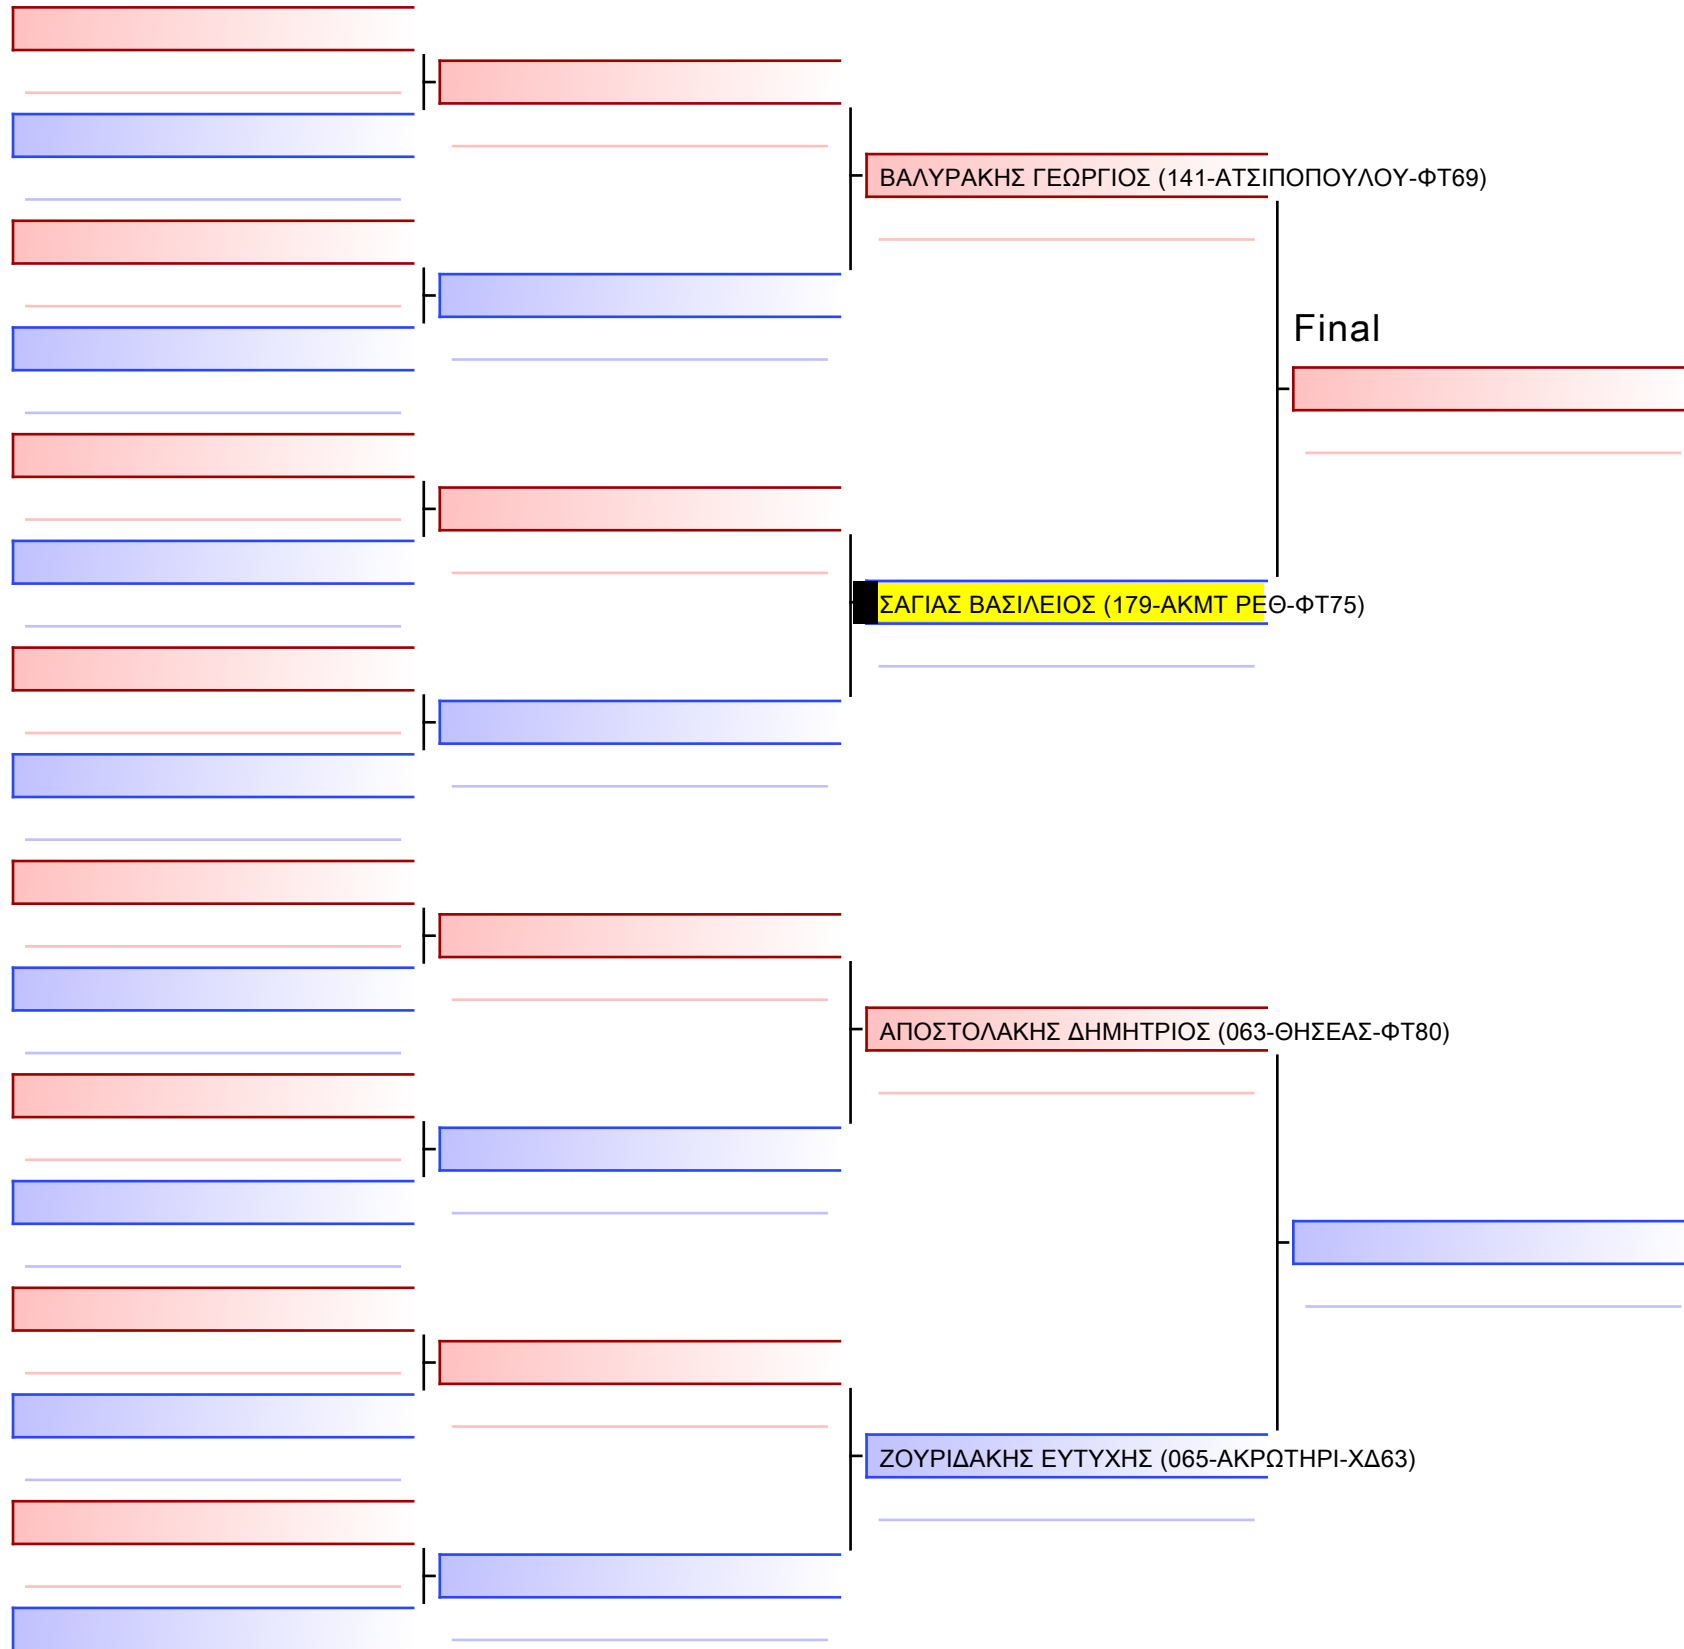 ΒΑΛΥΡΑΚΗΣ ΓΕΩΡΓΙΟΣ (141-ΑΤΣΙΠΟΠΟΥΛΟΥ-ΦΤ69)
Final
ΣΑΓΙΑΣ ΒΑΣΙΛΕΙΟΣ (179-ΑΚΜΤ ΡΕΘ-ΦΤ75)
ΑΠΟΣΤΟΛΑΚΗΣ ΔΗΜΗΤΡΙΟΣ (063-ΘΗΣΕΑΣ-ΦΤ80)
ΖΟΥΡΙΔΑΚΗΣ ΕΥΤΥΧΗΣ (065-ΑΚΡΩΤΗΡΙ-ΧΔ63)